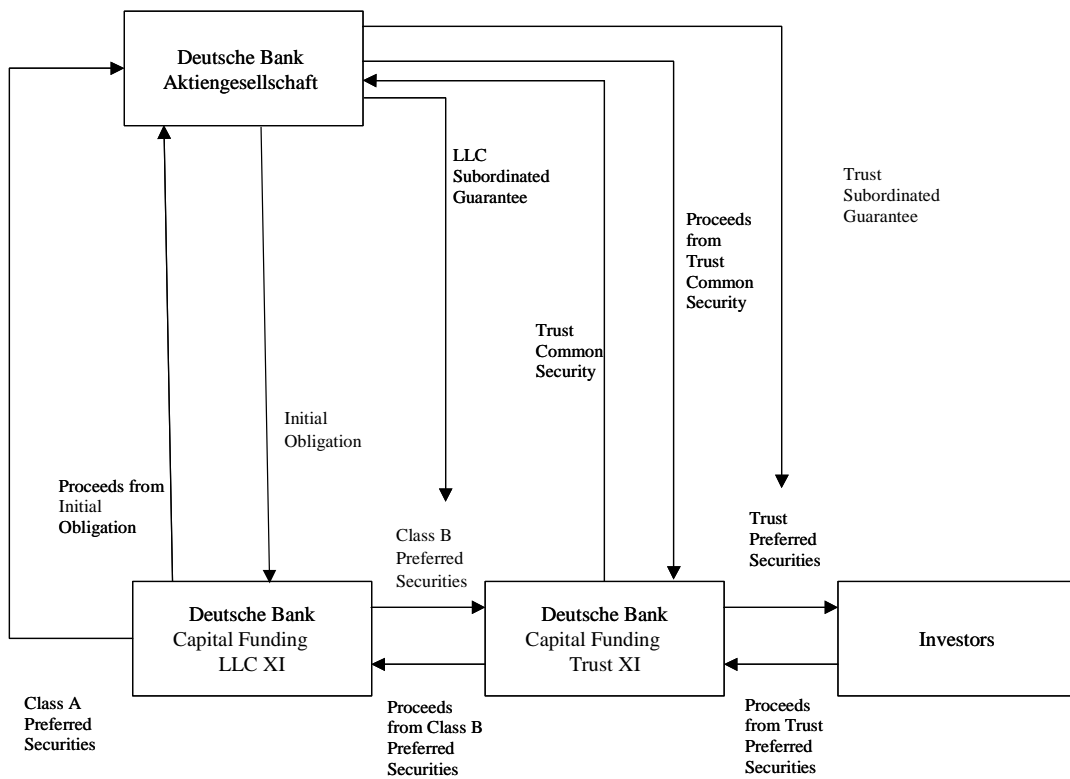 Deutsche Bank
Aktiengesellschaft
LLC
Subordinated
Guarantee
Trust
Subordinated
Guarantee
Proceeds
from
Trust
Common
Security
Trust
Common
Security
Initial
Obligation
Proceeds from
Initial
Obligation
Class B
Preferred
Securities
Trust
Preferred
Securities
Deutsche Bank
Capital Funding
LLC XI
Deutsche Bank
Capital Funding
Trust XI
Investors
Class A
Preferred
Securities
Proceeds
from Class B
Preferred
Securities
Proceeds
from Trust
Preferred
Securities